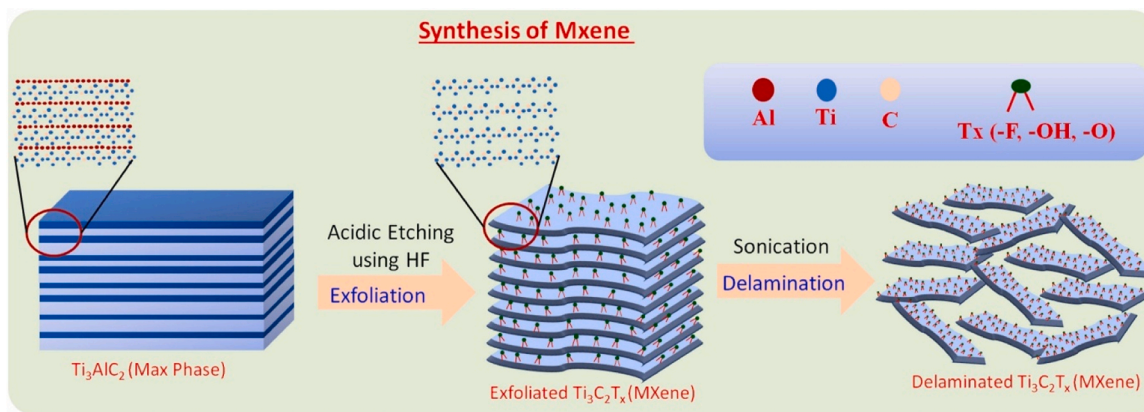 Synthesis of Mxene
Al
Ti
C
Tx (-F, -OH, -O)
Acidic Etching
using HF
Exfoliation
Sonication
Delamination
Ti₃AlC₂ (Max Phase)
Exfoliated Ti₃C₂Tₓ (MXene)
Delaminated Ti₃C₂Tₓ (MXene)